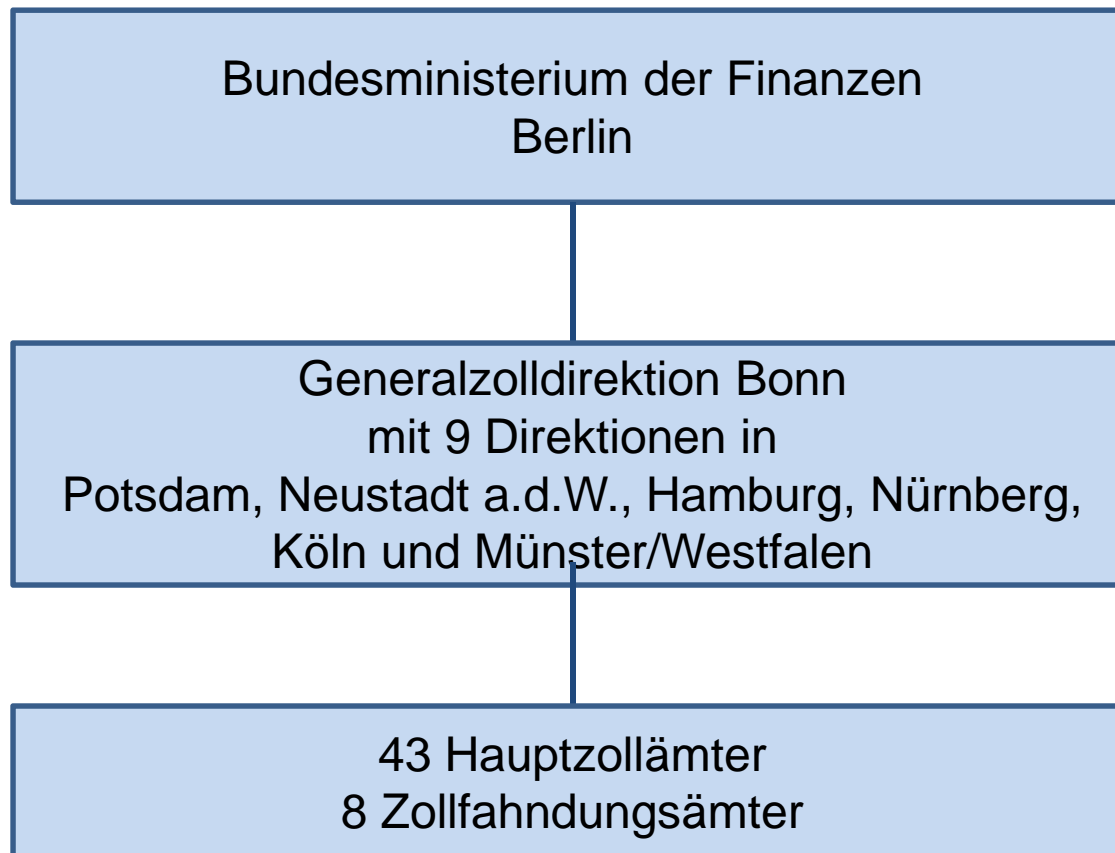 Bundesministerium der Finanzen
Berlin
Generalzolldirektion Bonn
mit 9 Direktionen in
Potsdam, Neustadt a.d.W., Hamburg, Nürnberg,
Köln und Münster/Westfalen
43 Hauptzollämter
8 Zollfahndungsämter